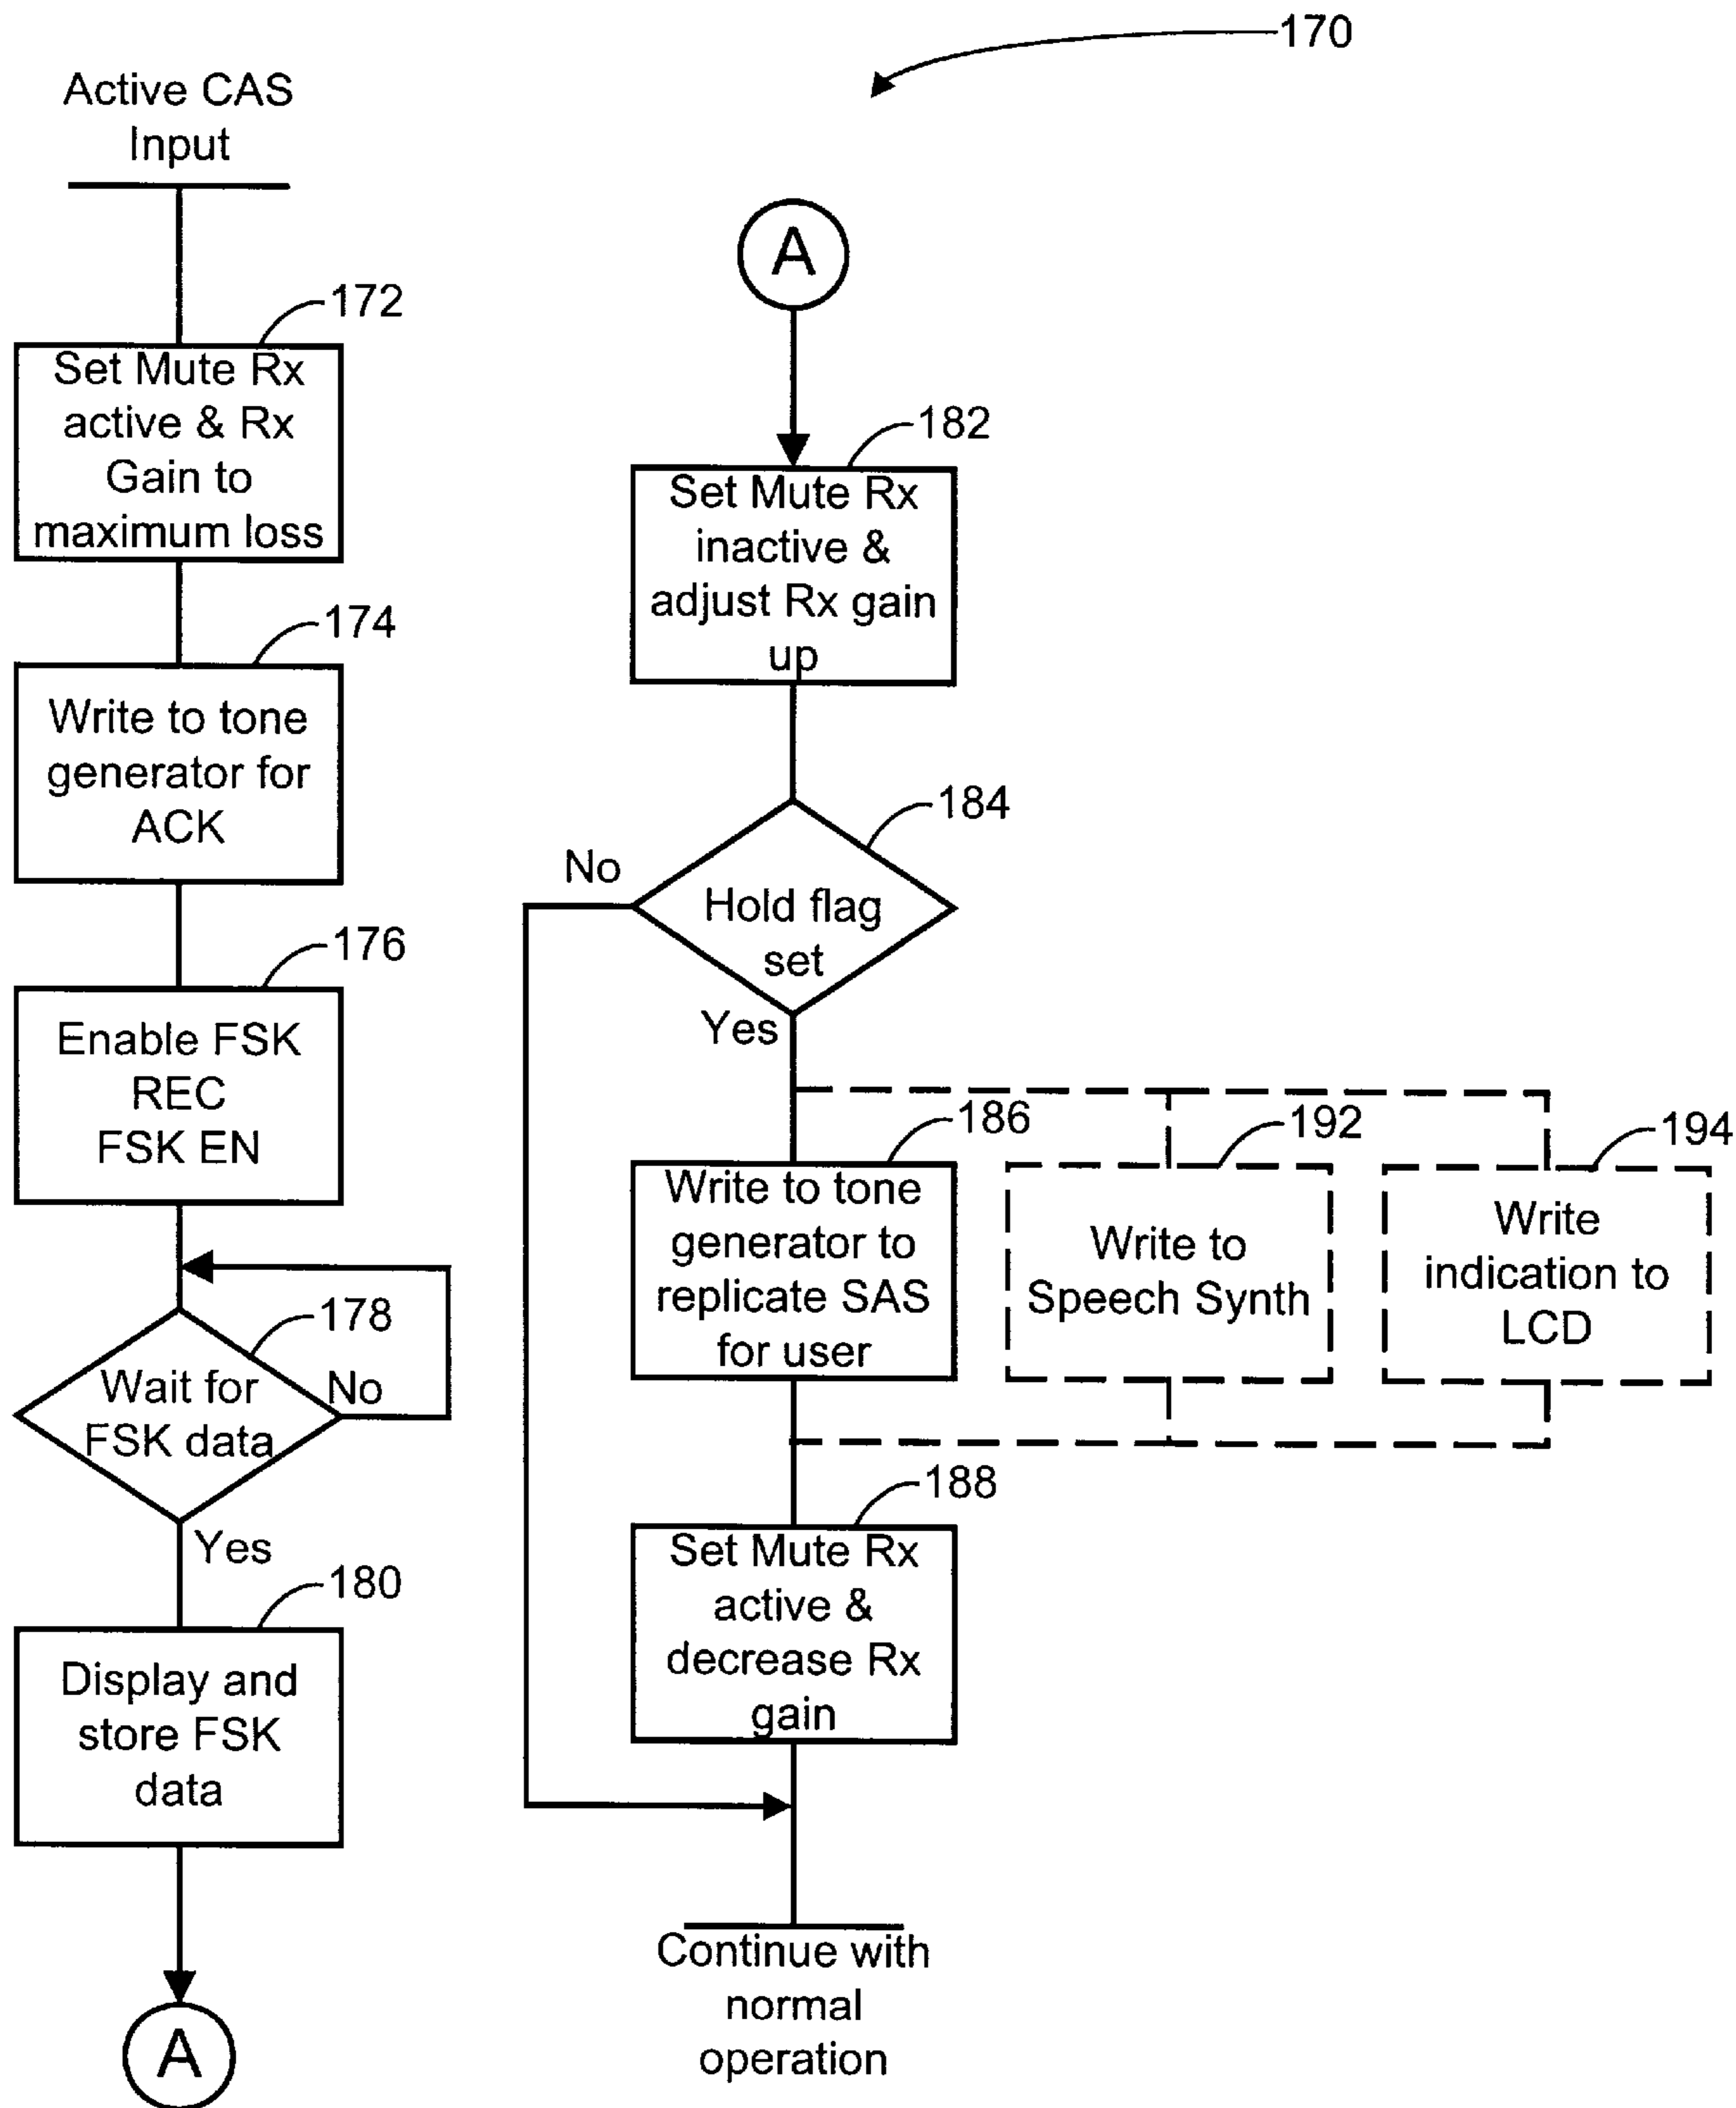 170
Active CAS
Input
172
Set Mute Rx
active & Rx
Gain to
maximum loss
174
Write to tone
generator for
ACK
176
Enable FSK
REC
FSK EN
178
Wait for
FSK data
No
Yes
180
Display and
store FSK
data
A
A
182
Set Mute Rx
inactive &
adjust Rx gain
up
184
No
Hold flag
set
Yes
186
Write to tone
generator to
replicate SAS
for user
192
Write to
Speech Synth
194
Write
indication to
LCD
188
Set Mute Rx
active &
decrease Rx
gain
Continue with
normal
operation